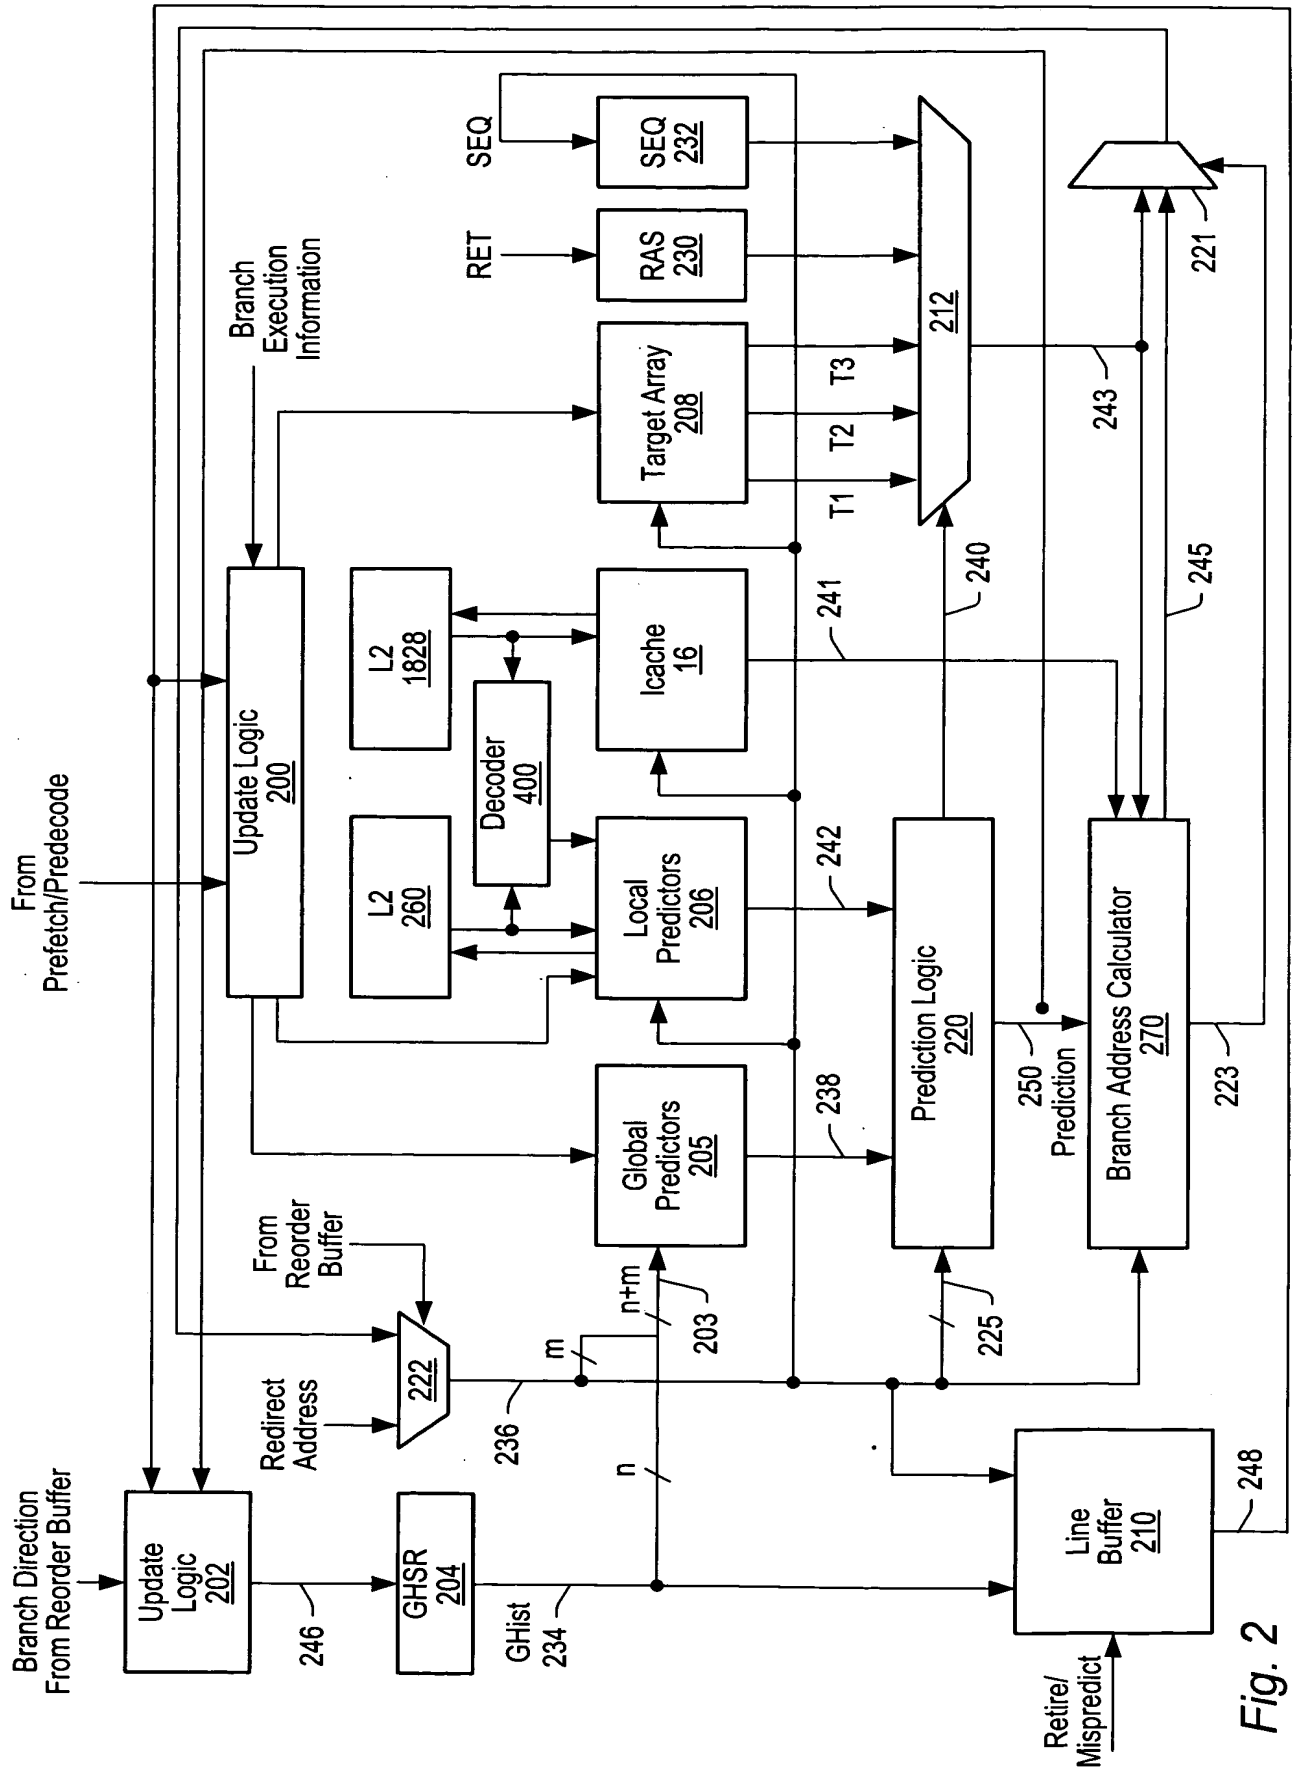 Branch Direction
From Reorder Buffer
Update
Logic
202
246
GHSR
204
GHist
234
n
Retire/
Mispredict
Line
Buffer
210
248
Redirect
Address
From
Reorder
Buffer
222
236
m
n+m
203
225
From
Prefetch/Predecode
Update Logic
200
Branch
Execution
Information
L2
260
L2
1828
Decoder
400
Global
Predictors
205
Local
Predictors
206
Icache
16
Target Array
208
RET
RAS
230
SEQ
SEQ
232
238
242
241
T1
T2
T3
Prediction Logic
220
240
212
250
Prediction
243
Branch Address Calculator
270
223
245
221
Fig. 2